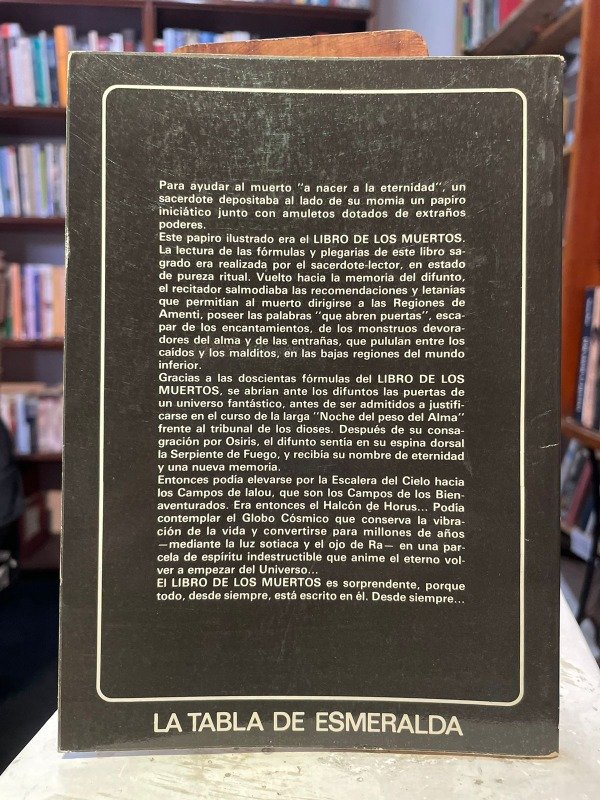 Para ayudar al muerto "a nacer a la eternidad", un
sacerdote depositaba al lado de su momia un papiro
iniciático junto con amuletos dotados de extraños
poderes.
Este papiro ilustrado era el LIBRO DE LOS MUERTOS.
La lectura de las fórmulas y plegarias de este libro sa-
grado era realizada por el sacerdote-lector, en estado
de pureza ritual. Vuelto hacia la memoria del difunto,
el recitador salmodiaba las recomendaciones y letanías
que permitían al muerto dirigirse a las Regiones de
Amenti, poseer las palabras "que abren puertas", esca-
par de los encantamientos, de los monstruos devora-
dores del alma y de las entrañas, que pululan entre los
caidos y los malditos, en las bajas regiones del mundo
inferior.
Gracias a las doscientas fórmulas del LIBRO DE LOS
MUERTOS, se abrian ante los difuntos las puertas de
un universo fantástico, antes de ser admitidos a justifi-
carse en el curso de la larga "Noche del peso del Alma"
frente al tribunal de los dioses. Después de su consa-
gración por Osiris, el difunto sentía en su espina dorsal
la Serpiente de Fuego, y recibía su nombre de eternidad
y una nueva memoria.
Entonces podía elevarse por la Escalera del Cielo hacia
los Campos de Ialou, que son los Campos de los Bien-
aventurados. Era entonces el Halcón de Horus... Podía
contemplar el Globo Cósmico que conserva la vibra-
ción de la vida y convertirse para millones de años
—mediante la luz sotiaca y el ojo de Ra— en una par-
cela de espíritu indestructible que anime el eterno vol-
ver a empezar del Universo...
El LIBRO DE LOS MUERTOS es sorprendente, porque
todo, desde siempre, está escrito en él. Desde siempre...
LA TABLA DE ESMERALDA